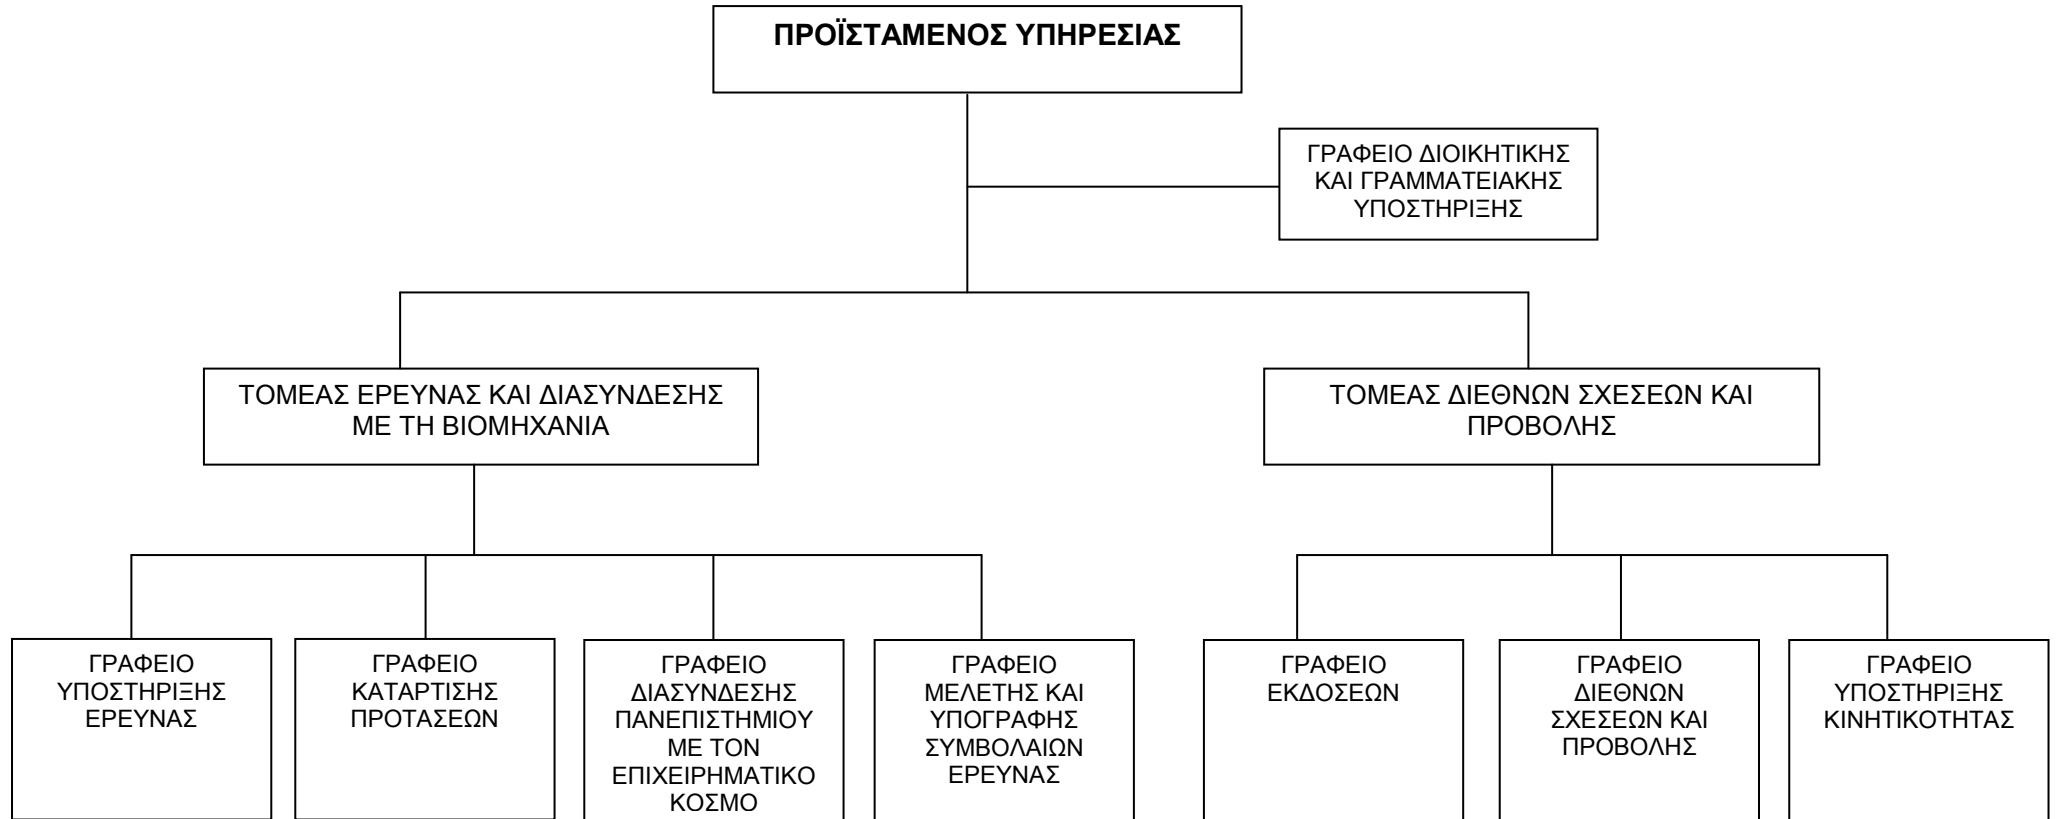 ΠΡΟΪΣΤΑΜΕΝΟΣ ΥΠΗΡΕΣΙΑΣ
ΓΡΑΦΕΙΟ ΔΙΟΙΚΗΤΙΚΗΣ
ΚΑΙ ΓΡΑΜΜΑΤΕΙΑΚΗΣ
ΥΠΟΣΤΗΡΙΞΗΣ
ΤΟΜΕΑΣ ΕΡΕΥΝΑΣ ΚΑΙ ΔΙΑΣΥΝΔΕΣΗΣ
ΜΕ ΤΗ ΒΙΟΜΗΧΑΝΙΑ
ΤΟΜΕΑΣ ΔΙΕΘΝΩΝ ΣΧΕΣΕΩΝ ΚΑΙ
ΠΡΟΒΟΛΗΣ
ΓΡΑΦΕΙΟ
ΥΠΟΣΤΗΡΙΞΗΣ
ΕΡΕΥΝΑΣ
ΓΡΑΦΕΙΟ
ΚΑΤΑΡΤΙΣΗΣ
ΠΡΟΤΑΣΕΩΝ
ΓΡΑΦΕΙΟ
ΔΙΑΣΥΝΔΕΣΗΣ
ΠΑΝΕΠΙΣΤΗΜΙΟΥ
ΜΕ ΤΟΝ
ΕΠΙΧΕΙΡΗΜΑΤΙΚΟ
ΚΟΣΜΟ
ΓΡΑΦΕΙΟ
ΜΕΛΕΤΗΣ ΚΑΙ
ΥΠΟΓΡΑΦΗΣ
ΣΥΜΒΟΛΑΙΩΝ
ΕΡΕΥΝΑΣ
ΓΡΑΦΕΙΟ
ΕΚΔΟΣΕΩΝ
ΓΡΑΦΕΙΟ
ΔΙΕΘΝΩΝ
ΣΧΕΣΕΩΝ ΚΑΙ
ΠΡΟΒΟΛΗΣ
ΓΡΑΦΕΙΟ
ΥΠΟΣΤΗΡΙΞΗΣ
ΚΙΝΗΤΙΚΟΤΗΤΑΣ